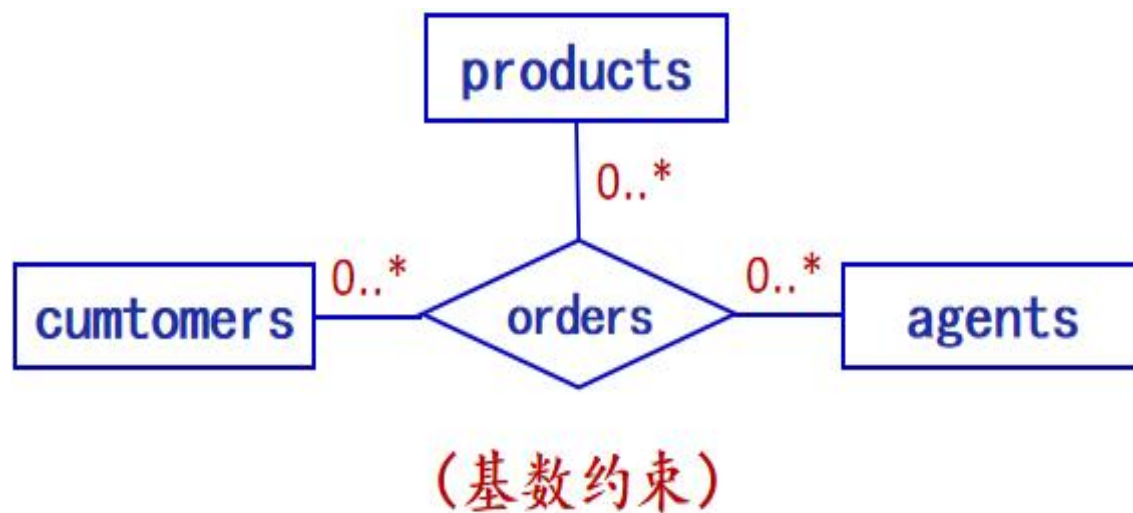 products
0..*
0..*
0..*
cumtomers
orders
agents
(基数约束)